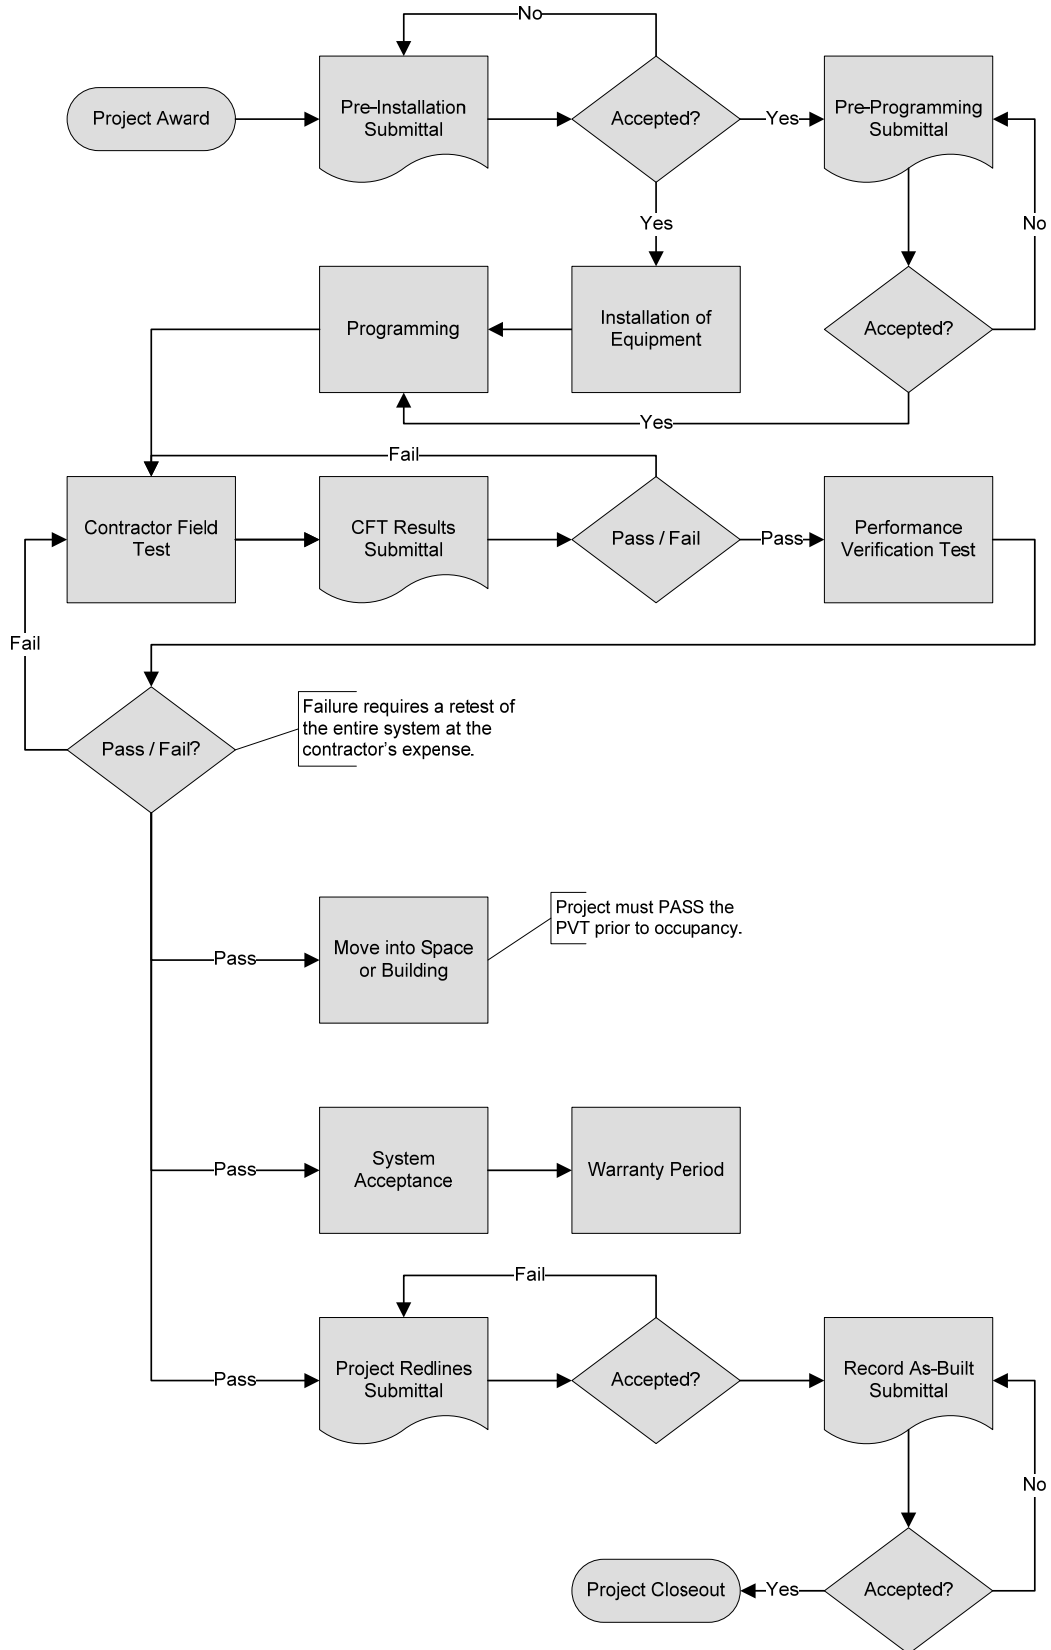 No
Project Award
Pre-Installation
Submittal
Accepted?
Yes
Pre-Programming
Submittal
Yes
No
Programming
Installation of
Equipment
Accepted?
Yes
Fail
Contractor Field
Test
CFT Results
Submittal
Pass / Fail
Pass
Performance
Verification Test
Fail
Pass / Fail?
Failure requires a retest of
the entire system at the
contractor's expense.
Project must PASS the
PVT prior to occupancy.
Pass
Move into Space
or Building
Pass
System
Acceptance
Warranty Period
Fail
Pass
Project Redlines
Submittal
Accepted?
Record As-Built
Submittal
No
Project Closeout
Yes
Accepted?